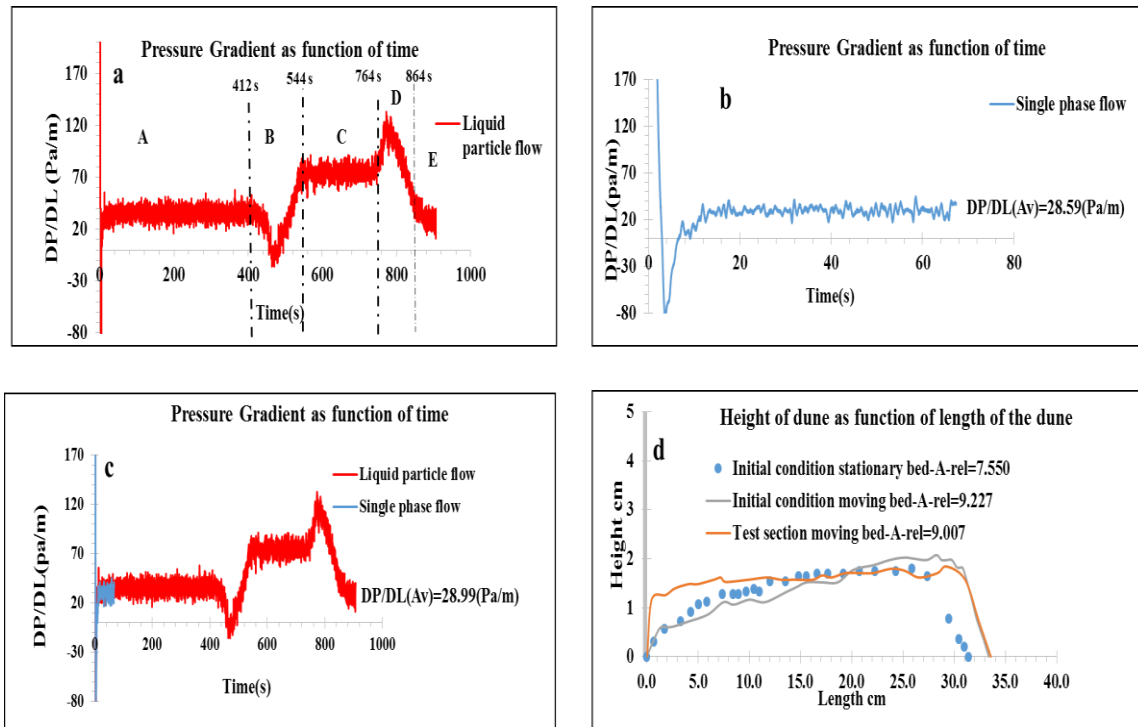 Pressure Gradient as function of time
a
412 s
544 s
764 s
864 s
A
B
C
D
E
Liquid
particle flow
DP/DL (Pa/m)
170
120
70
20
-30
-80
0
200
400
600
800
1000
Time(s)
Pressure Gradient as function of time
b
Single phase flow
DP/DL(pa/m)
170
120
70
20
-30
-80
DP/DL(Av)=28.59(Pa/m)
0
20
40
60
80
Time(s)
Pressure Gradient as function of time
c
Liquid particle flow
Single phase flow
DP/DL(pa/m)
170
120
70
20
-30
-80
DP/DL(Av)=28.99(Pa/m)
0
200
400
600
800
1000
Time(s)
Height of dune as function of length of the dune
d
Initial condition stationary bed-A-rel=7.550
Initial condition moving bed-A-rel=9.227
Test section moving bed-A-rel=9.007
Height cm
5
4
3
2
1
0
0.0
5.0
10.0
15.0
20.0
25.0
30.0
35.0
40.0
Length cm